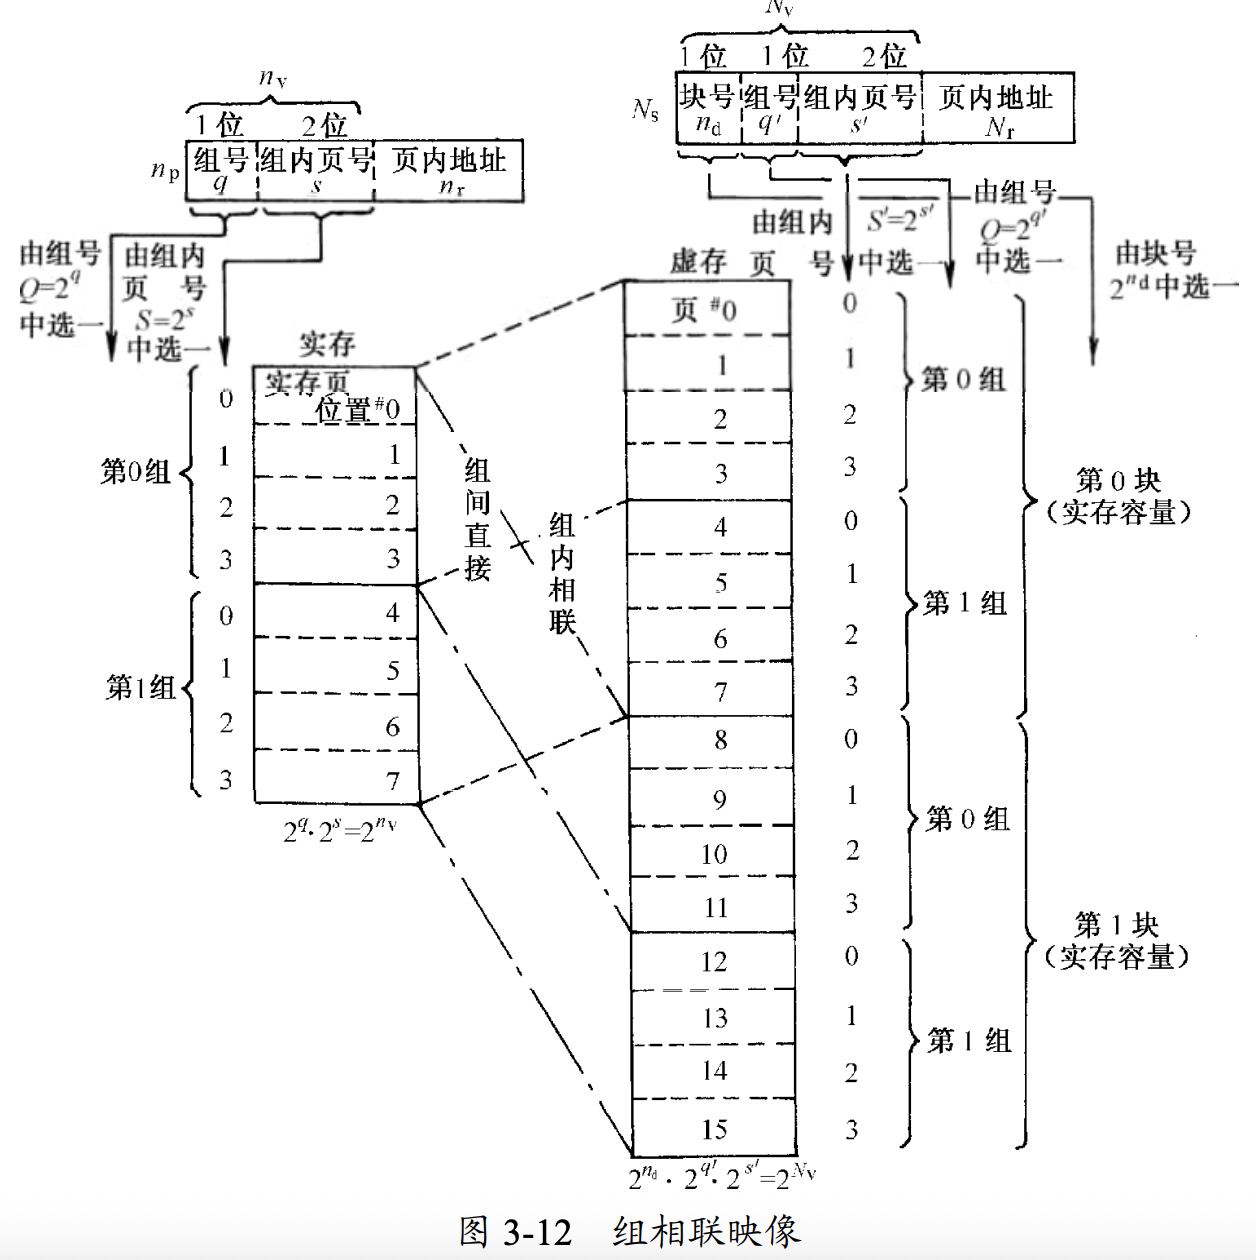 N_v
1位 1位 2位
N_s 块号 组号 组内页号 页内地址
n_d q' s' N_r
n_v
1位 2位
n_p 组号 组内页号 页内地址
q s n_r
由组号
Q=2^q
中选一
由组内
页 号
S=2^s
中选一
由组内
页 号
S'=2^s'
中选一
由组号
Q=2^q'
中选一
由块号
2^n_d中选一
实存
实存页
0 位置#0
1 1
2 2
3 3
第0组
0 4
1 5
2 6
3 7
第1组
2^q·2^s=2^n_v
组间直接
组内相联
虚存
页#0 0
1 1
2 2
3 3
第0组
4 0
5 1
6 2
7 3
第1组
第0块
(实存容量)
8 0
9 1
10 2
11 3
第0组
12 0
13 1
14 2
15 3
第1组
第1块
(实存容量)
2^n_d·2^q'·2^s'=2^N_v
图 3-12 组相联映像